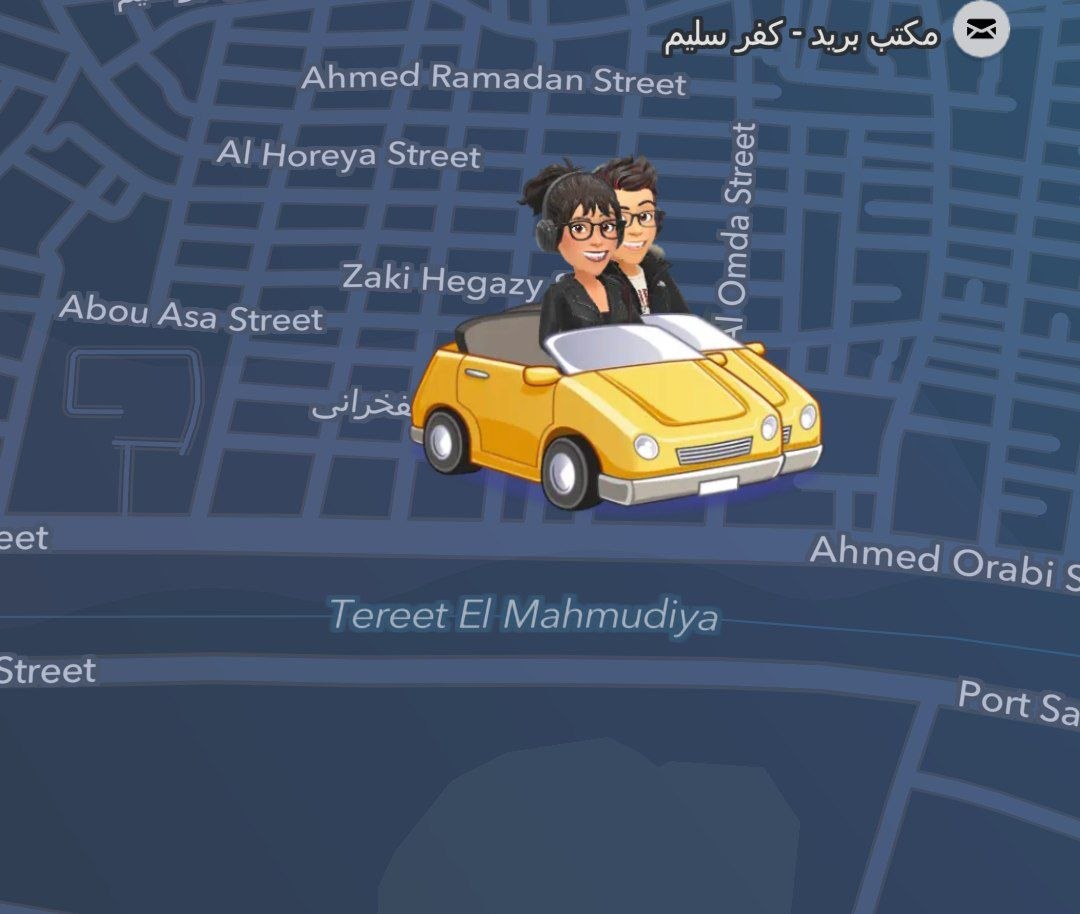 مكتب بريد - كفر سليم
Ahmed Ramadan Street
Al Horeya Street
Al Omda Street
Zaki Hegazy
Abou Asa Street
فخرانى
eet
Ahmed Orabi S
Tereet El Mahmudiya
Street
Port Sa